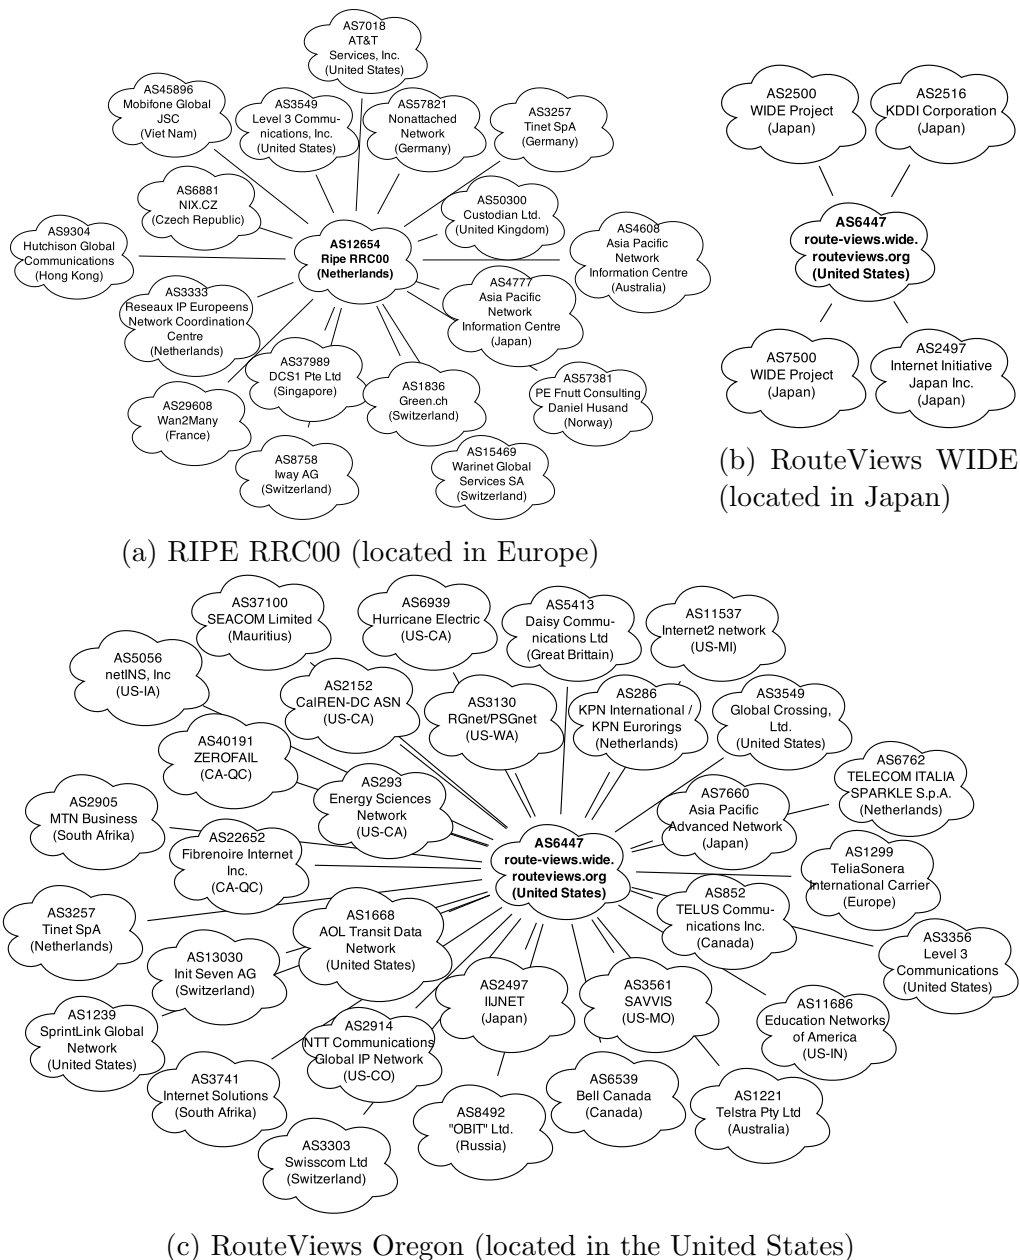 AS7018
AT&T
Services, Inc.
(United States)
AS45896
Mobifone Global
JSC
(Viet Nam)
AS3549
Level 3 Commu-
nications, Inc.
(United States)
AS57821
Nonattached
Network
(Germany)
AS3257
Tinet SpA
(Germany)
AS6881
NIX.CZ
(Czech Republic)
AS50300
Custodian Ltd.
(United Kingdom)
AS9304
Hutchison Global
Communications
(Hong Kong)
AS12654
Ripe RRC00
(Netherlands)
AS4608
Asia Pacific
Network
Information Centre
(Australia)
AS3333
Reseaux IP Europeens
Network Coordination
Centre
(Netherlands)
AS4777
Asia Pacific
Network
Information Centre
(Japan)
AS37989
DCS1 Pte Ltd
(Singapore)
AS1836
Green.ch
(Switzerland)
AS57381
PE Fnutt Consulting
Daniel Husand
(Norway)
AS29608
Wan2Many
(France)
AS8758
Iway AG
(Switzerland)
AS15469
Warinet Global
Services SA
(Switzerland)
(a) RIPE RRC00 (located in Europe)
AS2500
WIDE Project
(Japan)
AS2516
KDDI Corporation
(Japan)
AS6447
route-views.wide.
routeviews.org
(United States)
AS7500
WIDE Project
(Japan)
AS2497
Internet Initiative
Japan Inc.
(Japan)
(b) RouteViews WIDE
(located in Japan)
AS37100
SEACOM Limited
(Mauritius)
AS6939
Hurricane Electric
(US-CA)
AS5413
Daisy Commu-
nications Ltd
(Great Brittain)
AS11537
Internet2 network
(US-MI)
AS5056
netINS, Inc
(US-IA)
AS2152
CalREN-DC ASN
(US-CA)
AS3130
RGnet/PSGnet
(US-WA)
AS286
KPN International /
KPN Eurorings
(Netherlands)
AS3549
Global Crossing,
Ltd.
(United States)
AS40191
ZEROFAIL
(CA-QC)
AS6762
TELECOM ITALIA
SPARKLE S.p.A.
(Netherlands)
AS293
Energy Sciences
Network
(US-CA)
AS7660
Asia Pacific
Advanced Network
(Japan)
AS2905
MTN Business
(South Afrika)
AS22652
Fibrenoire Internet
Inc.
(CA-QC)
AS6447
route-views.wide.
routeviews.org
(United States)
AS1299
TeliaSonera
International Carrier
(Europe)
AS3257
Tinet SpA
(Netherlands)
AS1668
AOL Transit Data
Network
(United States)
AS852
TELUS Commu-
nications Inc.
(Canada)
AS3356
Level 3
Communications
(United States)
AS13030
Init Seven AG
(Switzerland)
AS2497
IIJNET
(Japan)
AS3561
SAVVIS
(US-MO)
AS11686
Education Networks
of America
(US-IN)
AS1239
SprintLink Global
Network
(United States)
AS2914
NTT Communications
Global IP Network
(US-CO)
AS3741
Internet Solutions
(South Afrika)
AS6539
Bell Canada
(Canada)
AS1221
Telstra Pty Ltd
(Australia)
AS8492
"OBIT" Ltd.
(Russia)
AS3303
Swisscom Ltd
(Switzerland)
(c) RouteViews Oregon (located in the United States)